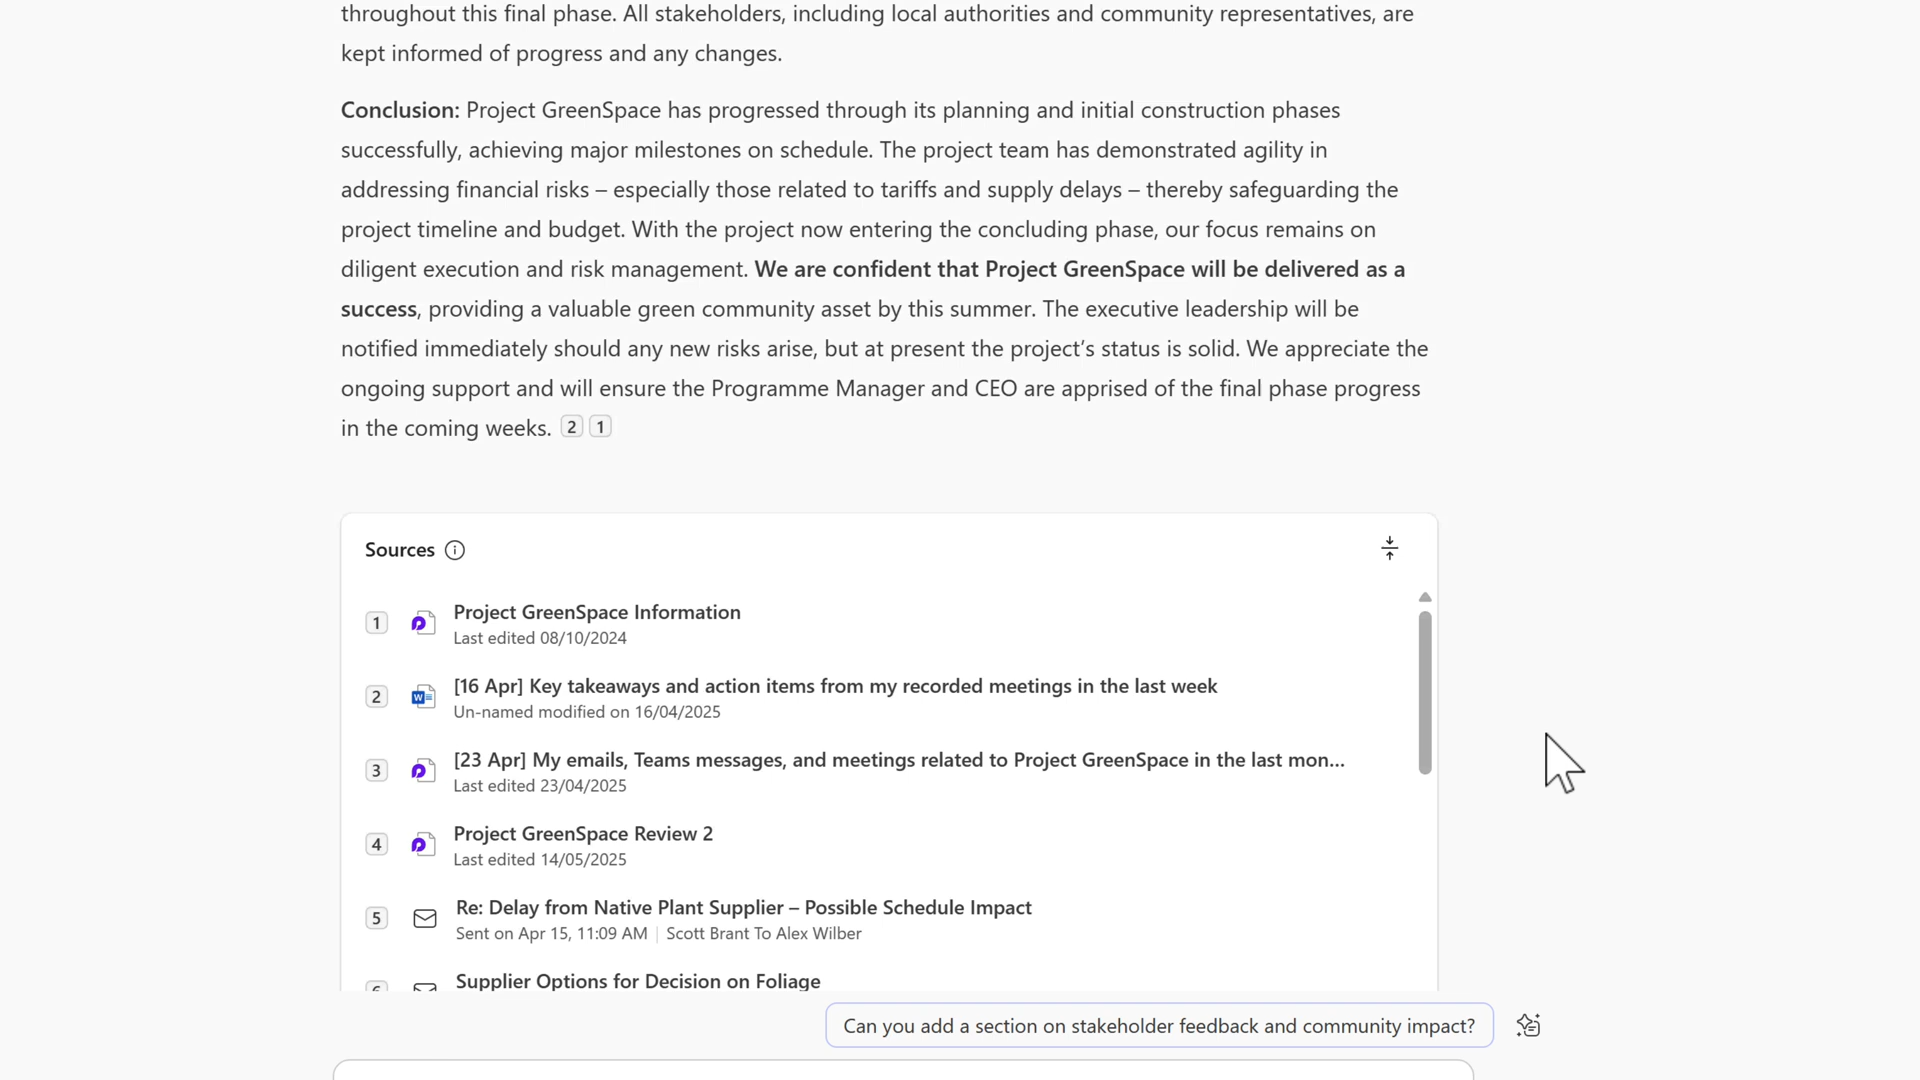 throughout this final phase. All stakeholders, including local authorities and community representatives, are
kept informed of progress and any changes.
Conclusion: Project GreenSpace has progressed through its planning and initial construction phases
successfully, achieving major milestones on schedule. The project team has demonstrated agility in
addressing financial risks – especially those related to tariffs and supply delays – thereby safeguarding the
project timeline and budget. With the project now entering the concluding phase, our focus remains on
diligent execution and risk management. We are confident that Project GreenSpace will be delivered as a
success, providing a valuable green community asset by this summer. The executive leadership will be
notified immediately should any new risks arise, but at present the project's status is solid. We appreciate the
ongoing support and will ensure the Programme Manager and CEO are apprised of the final phase progress
in the coming weeks. 2 1
Sources
1 Project GreenSpace Information
Last edited 08/10/2024
2 W [16 Apr] Key takeaways and action items from my recorded meetings in the last week
Un-named modified on 16/04/2025
3 [23 Apr] My emails, Teams messages, and meetings related to Project GreenSpace in the last mon...
Last edited 23/04/2025
4 Project GreenSpace Review 2
Last edited 14/05/2025
5 Re: Delay from Native Plant Supplier – Possible Schedule Impact
Sent on Apr 15, 11:09 AM | Scott Brant To Alex Wilber
6 Supplier Options for Decision on Foliage
Can you add a section on stakeholder feedback and community impact?